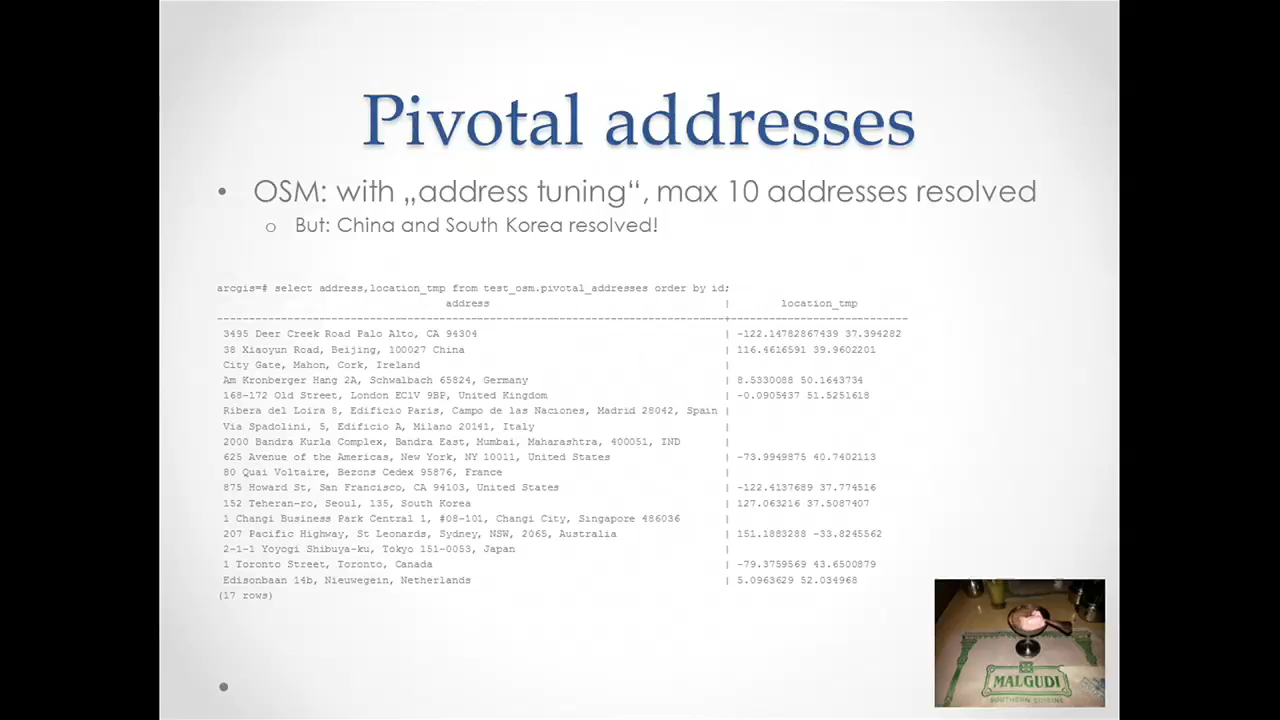 Pivotal addresses
• OSM: with „address tuning“, max 10 addresses resolved
o But: China and South Korea resolved!
arcgis=# select address,location_tmp from test_osm.pivotal_addresses order by id;
address | location_tmp
-------------------------------------------------------------------------------+---------------------------
3495 Deer Creek Road Palo Alto, CA 94304 | -122.14782867439 37.394282
38 Xiaoyun Road, Beijing, 100027 China | 116.4616591 39.9602201
City Gate, Mahon, Cork, Ireland |
Am Kronberger Hang 2A, Schwalbach 65824, Germany | 8.5330088 50.1643734
168-172 Old Street, London EC1V 9BP, United Kingdom | -0.0905437 51.5251618
Ribera del Loira 8, Edificio Paris, Campo de las Naciones, Madrid 28042, Spain |
Via Spadolini, 5, Edificio A, Milano 20141, Italy |
2000 Bandra Kurla Complex, Bandra East, Mumbai, Maharashtra, 400051, IND |
625 Avenue of the Americas, New York, NY 10011, United States | -73.9949875 40.7402113
80 Quai Voltaire, Bezons Cedex 95876, France |
875 Howard St, San Francisco, CA 94103, United States | -122.4137689 37.774516
152 Teheran-ro, Seoul, 135, South Korea | 127.063216 37.5087407
1 Changi Business Park Central 1, #08-101, Changi City, Singapore 486036 |
207 Pacific Highway, St Leonards, Sydney, NSW, 2065, Australia | 151.1883288 -33.8245562
2-1-1 Yoyogi Shibuya-ku, Tokyo 151-0053, Japan |
1 Toronto Street, Toronto, Canada | -79.3759569 43.6500879
Edisonbaan 14b, Nieuwegein, Netherlands | 5.0963629 52.034968
(17 rows)
MALGUDI
SOUTHERN CUISINE